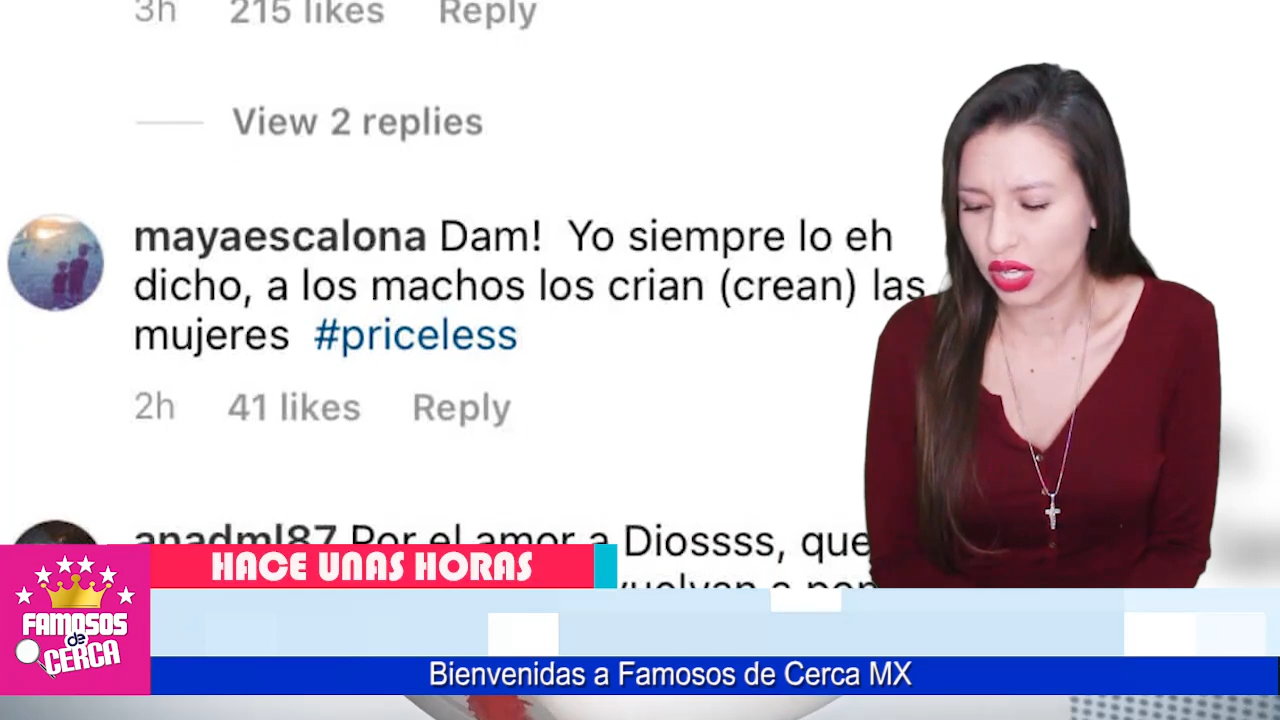 3h 215 likes Reply
View 2 replies
mayaescalona Dam! Yo siempre lo eh
dicho, a los machos los crian (crean) las
mujeres #priceless
2h 41 likes Reply
anadml87 Por el amor a Diossss, que
vuelvan a
HACE UNAS HORAS
FAMOSOS
de
CERCA
Bienvenidas a Famosos de Cerca MX